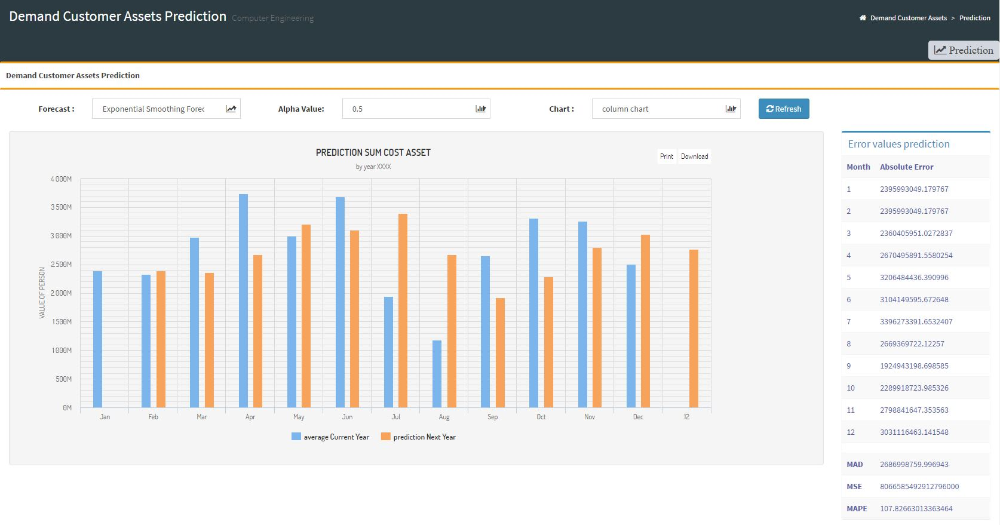 Demand Customer Assets Prediction Computer Engineering
Demand Customer Assets > Prediction
Prediction
Demand Customer Assets Prediction
Forecast : Exponential Smoothing Forec Alpha Value: 0.5 Chart : column chart Refresh
PREDICTION SUM COST ASSET
by year XXXX
Print Download
VALUE OF PERSON
4 000M
3 500M
3 000M
2 500M
2 000M
1 500M
1 000M
500M
0M
Jan Feb Mar Apr May Jun Jul Aug Sep Oct Nov Dec 12
average Current Year prediction Next Year
Error values prediction
Month Absolute Error
1 2395993049.179767
2 2395993049.179767
3 2360405951.0272837
4 2670495891.5580254
5 3206484436.390996
6 3104149595.672648
7 3396273391.6532407
8 2669369722.12257
9 1924943198.698585
10 2289918723.985326
11 2798841647.353563
12 3031116463.141548
MAD 2686998759.996943
MSE 8066585492912796000
MAPE 107.82663013363464